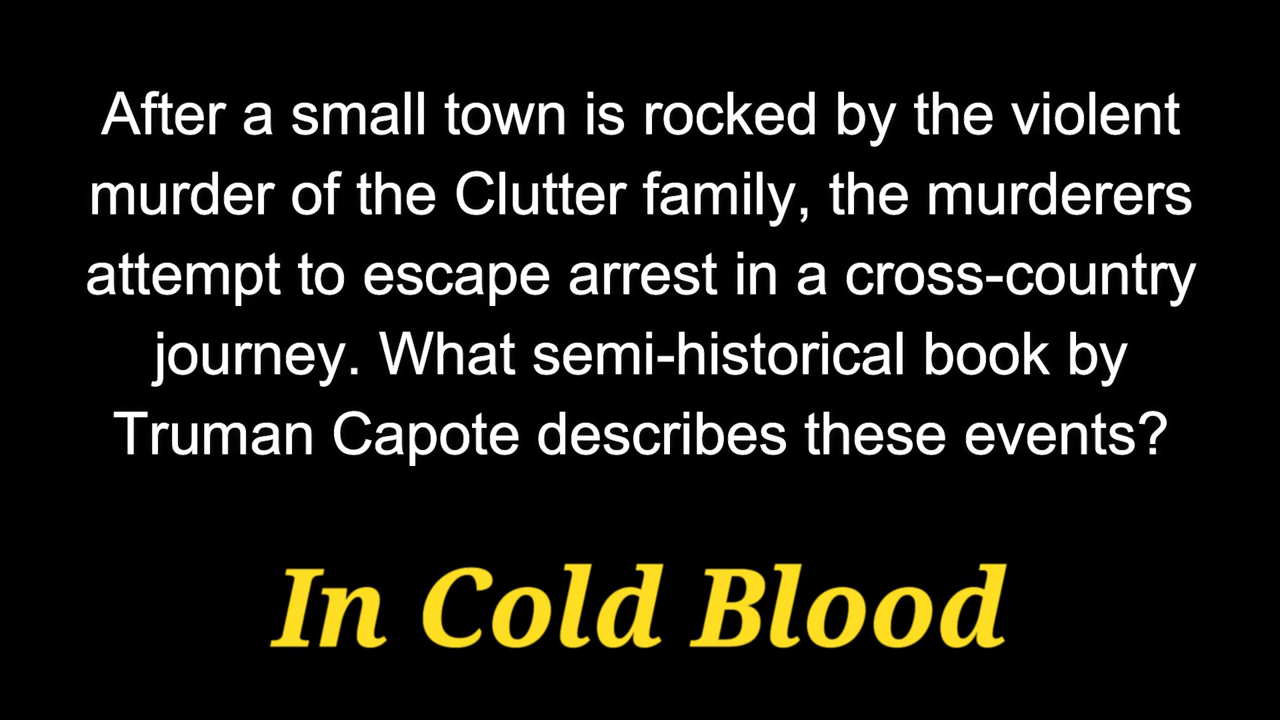 After a small town is rocked by the violent
murder of the Clutter family, the murderers
attempt to escape arrest in a cross-country
journey. What semi-historical book by
Truman Capote describes these events?
In Cold Blood